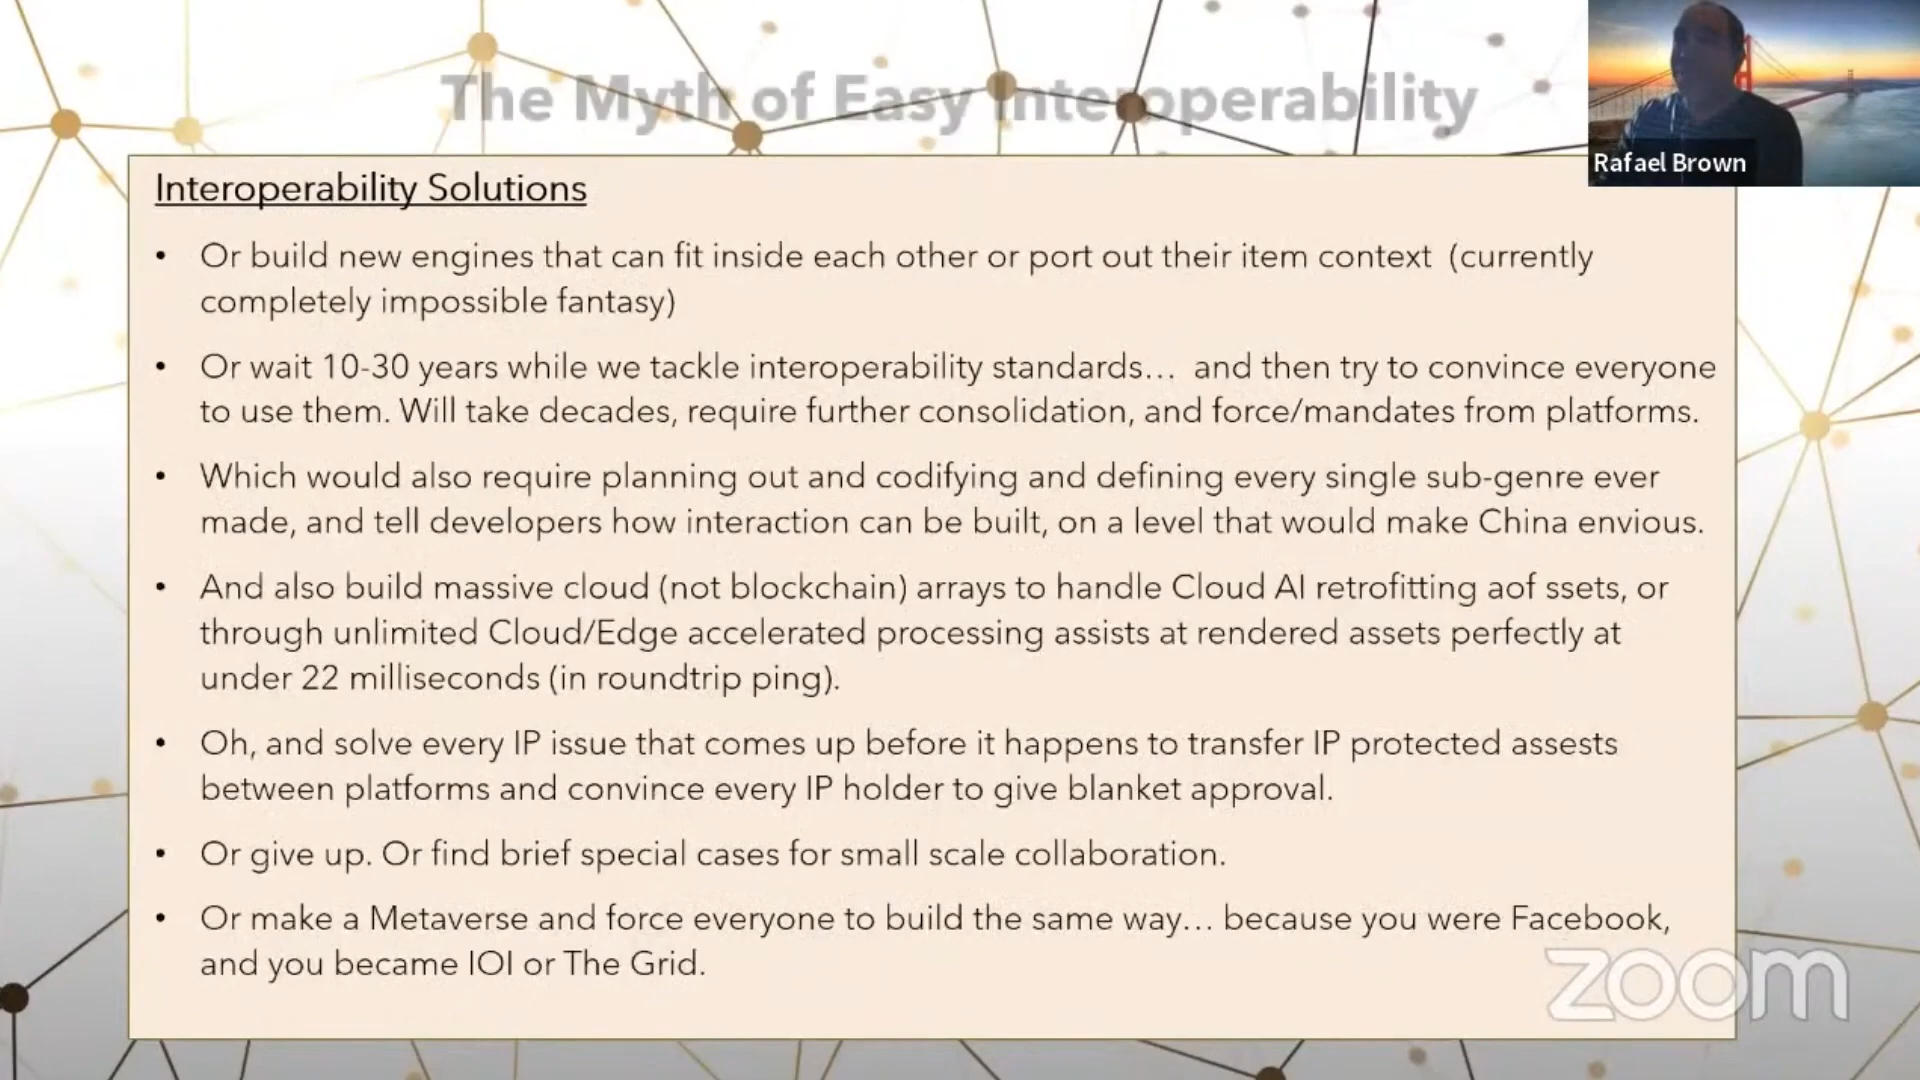 The Myth of Easy Interoperability
Rafael Brown
Interoperability Solutions
• Or build new engines that can fit inside each other or port out their item context (currently
completely impossible fantasy)
• Or wait 10-30 years while we tackle interoperability standards... and then try to convince everyone
to use them. Will take decades, require further consolidation, and force/mandates from platforms.
• Which would also require planning out and codifying and defining every single sub-genre ever
made, and tell developers how interaction can be built, on a level that would make China envious.
• And also build massive cloud (not blockchain) arrays to handle Cloud AI retrofitting aof ssets, or
through unlimited Cloud/Edge accelerated processing assists at rendered assets perfectly at
under 22 milliseconds (in roundtrip ping).
• Oh, and solve every IP issue that comes up before it happens to transfer IP protected assests
between platforms and convince every IP holder to give blanket approval.
• Or give up. Or find brief special cases for small scale collaboration.
• Or make a Metaverse and force everyone to build the same way... because you were Facebook,
and you became IOI or The Grid.
zoom